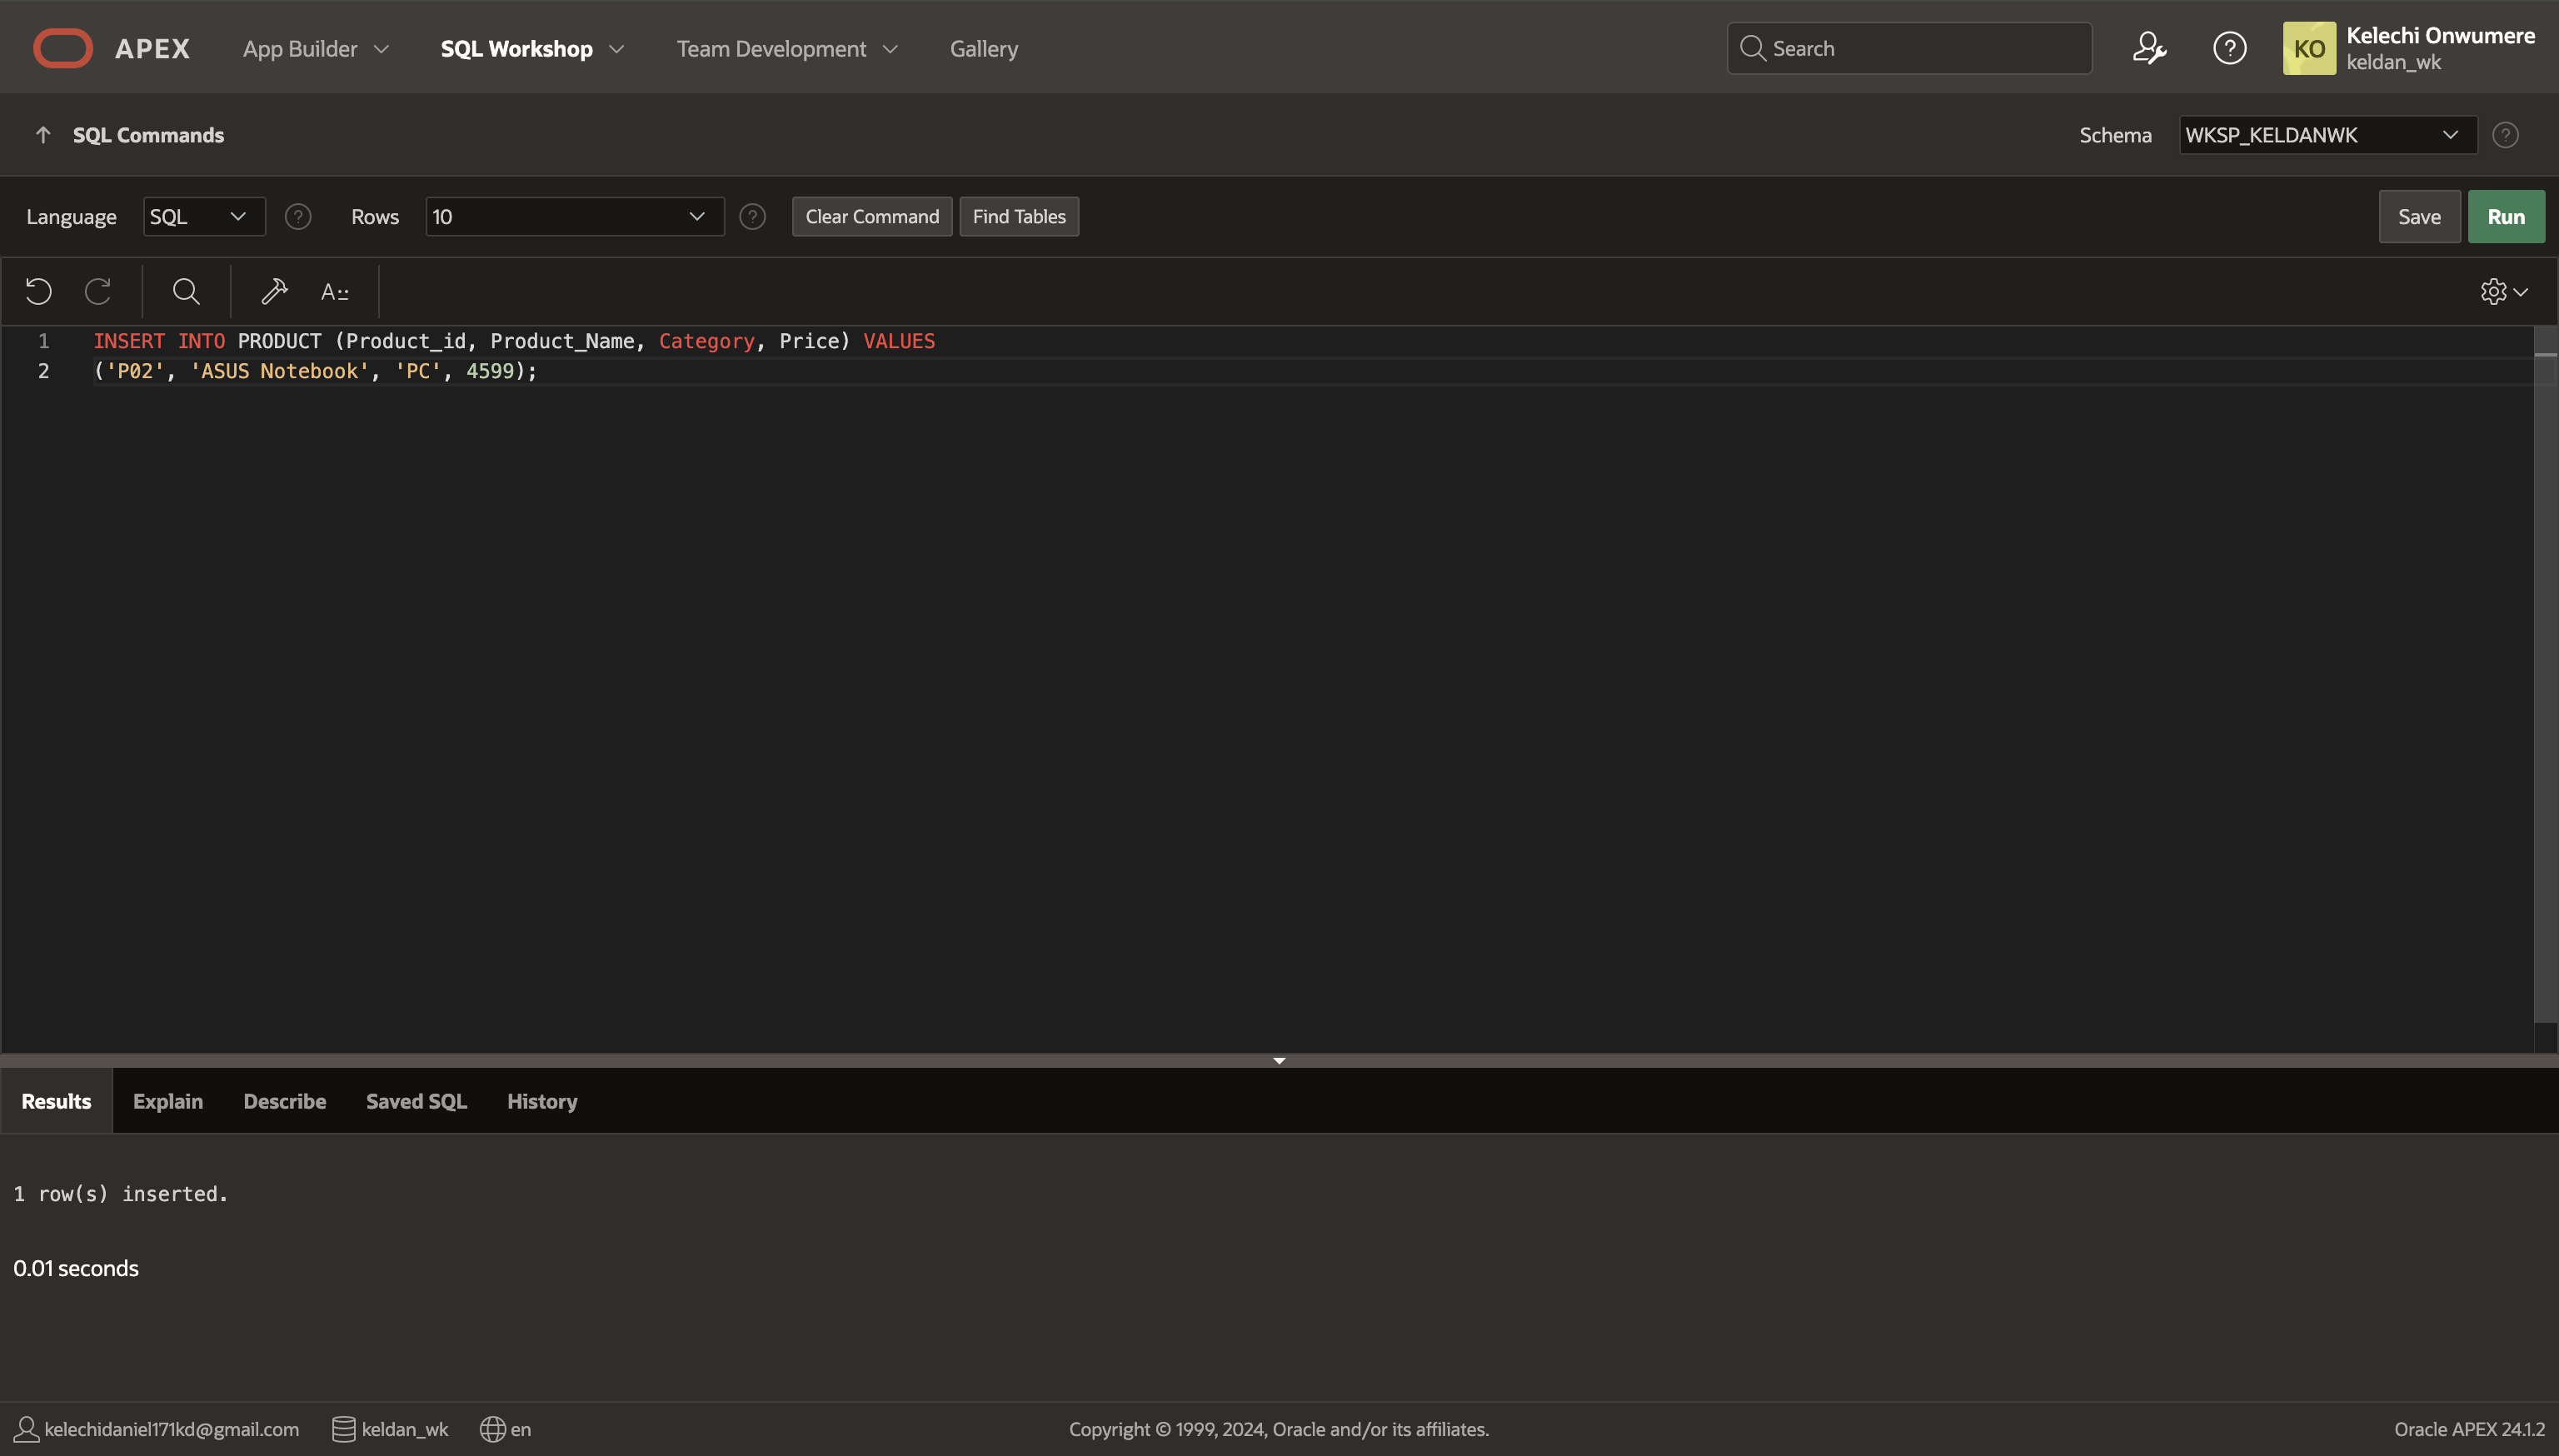 APEX App Builder SQL Workshop Team Development Gallery Search KO Kelechi Onwumere
keldan_wk
SQL Commands Schema WKSP_KELDANWK
Language SQL Rows 10 Clear Command Find Tables Save Run
1 INSERT INTO PRODUCT (Product_id, Product_Name, Category, Price) VALUES
2 ('P02', 'ASUS Notebook', 'PC', 4599);
Results Explain Describe Saved SQL History
1 row(s) inserted.
0.01 seconds
kelechidaniel171kd@gmail.com keldan_wk en Copyright © 1999, 2024, Oracle and/or its affiliates. Oracle APEX 24.1.2